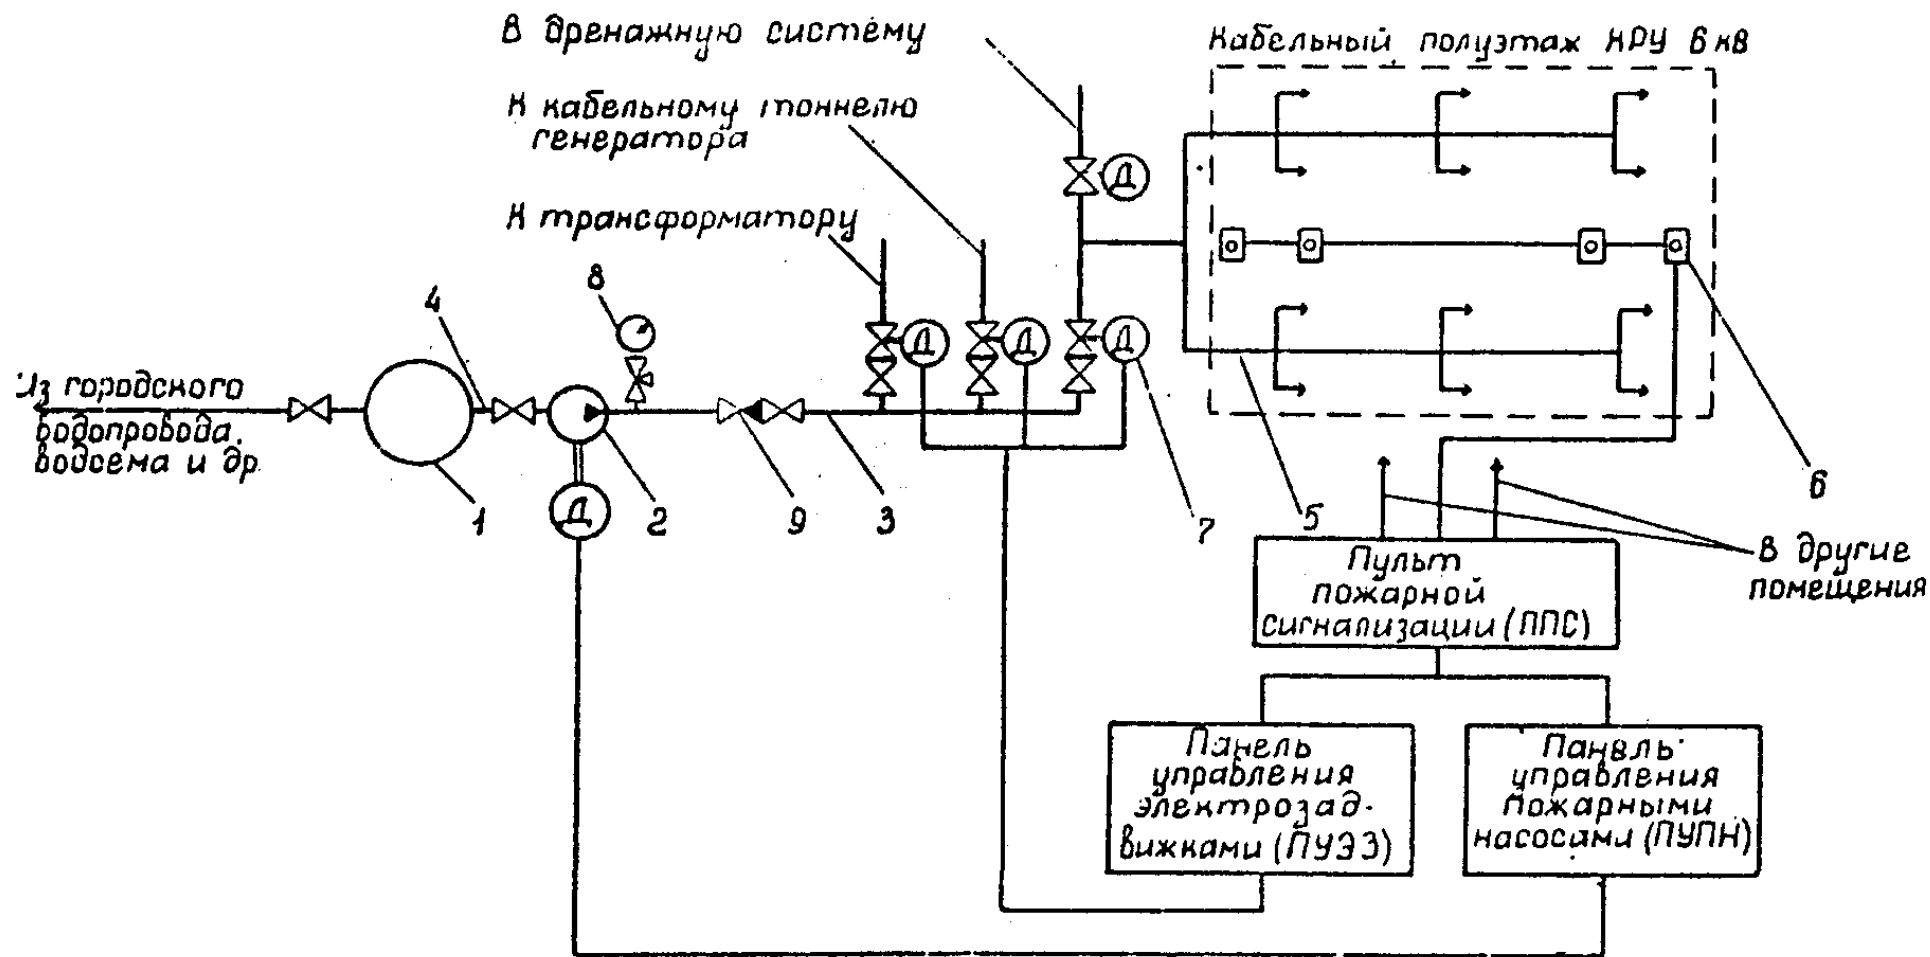 В дренажную систему
К кабельному тоннелю
генератора
К трансформатору
Кабельный полуэтаж КРУ 6 кВ
Д
Д
Д
Д
8
4
Из городского
водопровода,
водоема и др.
1
Д
2
9
3
7
5
6
В другие
помещения
Пульт
пожарной
сигнализации (ППС)
Панель
управления
электрозад-
вижками (ПУЭЗ)
Панель
управления
пожарными
насосами (ПУПН)